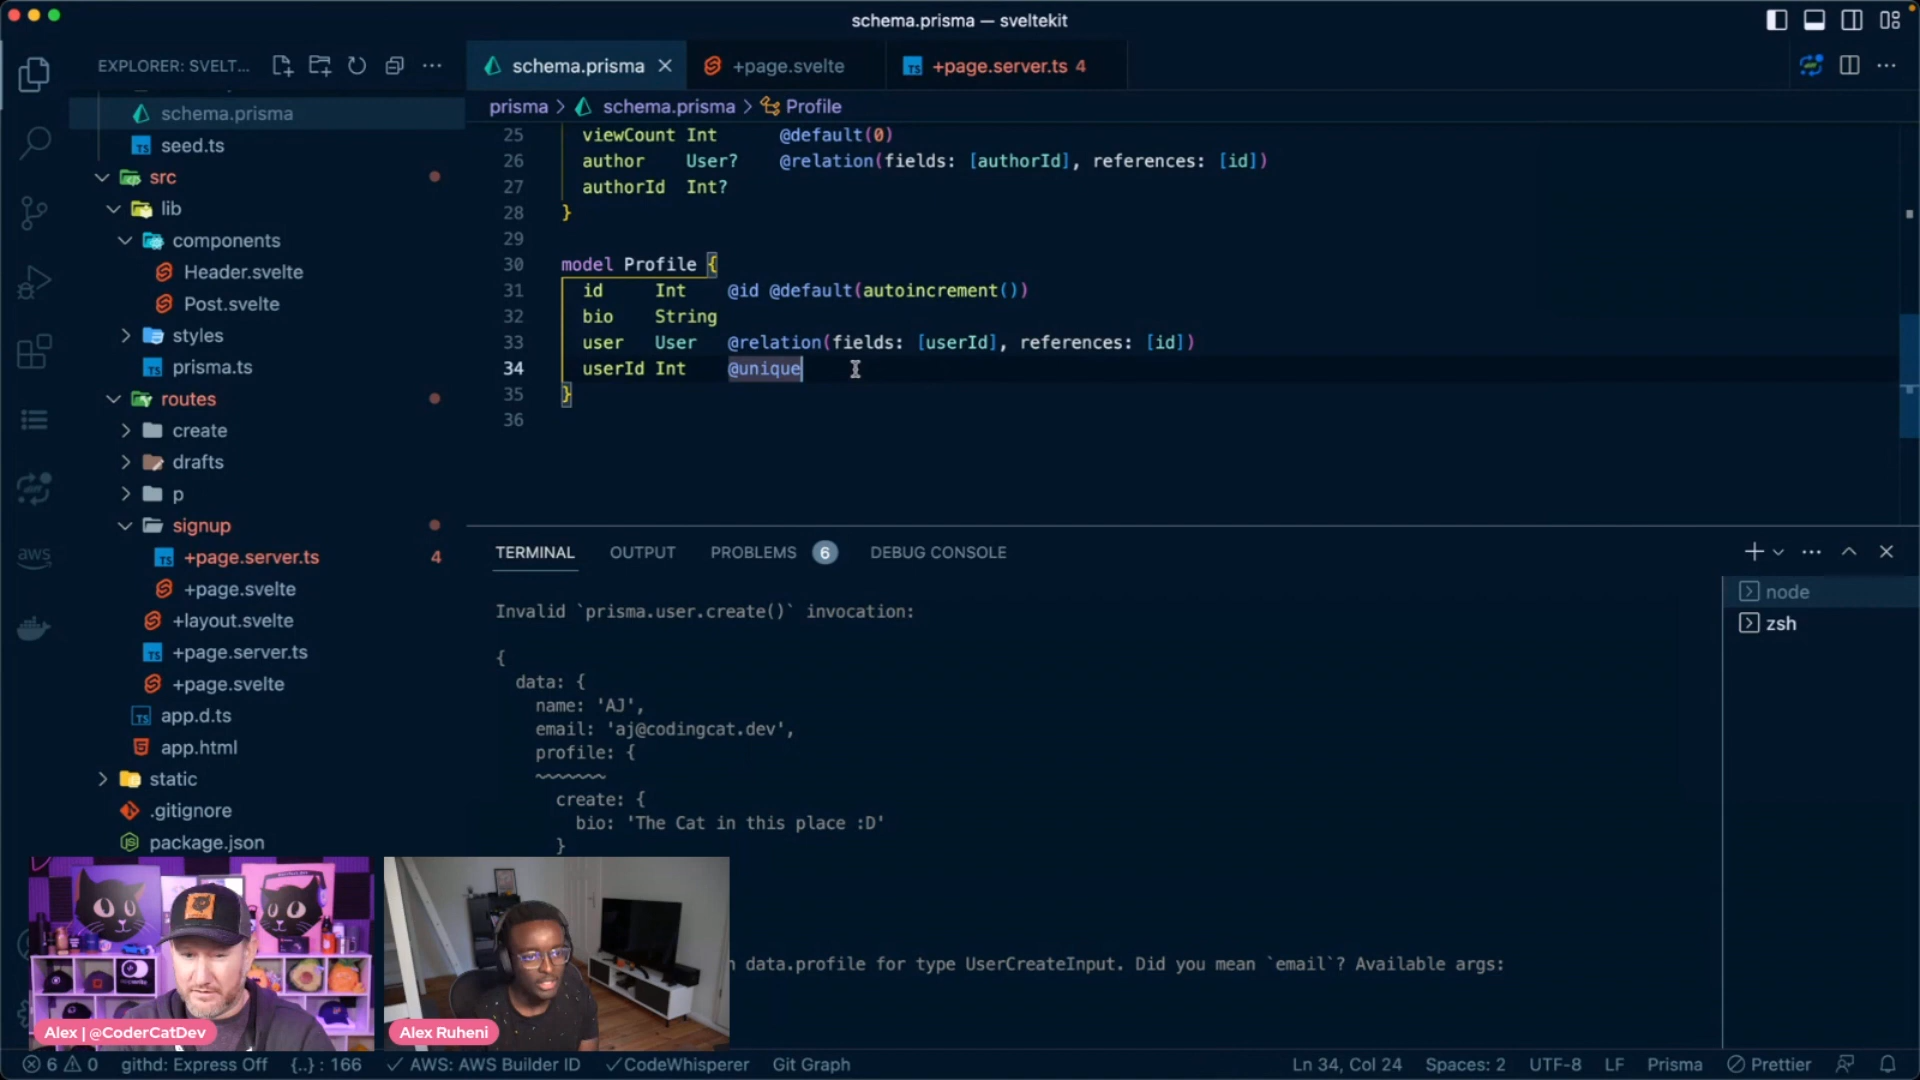 schema.prisma — sveltekit
EXPLORER: SVELT...
schema.prisma
+page.svelte
+page.server.ts 4
prisma > schema.prisma > Profile
schema.prisma
seed.ts
src
lib
components
Header.svelte
Post.svelte
styles
prisma.ts
routes
create
drafts
p
signup
+page.server.ts 4
+page.svelte
+layout.svelte
+page.server.ts
+page.svelte
app.d.ts
app.html
static
.gitignore
package.json
aws
25 viewCount Int @default(0)
26 author User? @relation(fields: [authorId], references: [id])
27 authorId Int?
28 }
29
30 model Profile {
31 id Int @id @default(autoincrement())
32 bio String
33 user User @relation(fields: [userId], references: [id])
34 userId Int @unique
35 }
36
TERMINAL OUTPUT PROBLEMS 6 DEBUG CONSOLE
node
zsh
Invalid `prisma.user.create()` invocation:
{
data: {
name: 'AJ',
email: 'aj@codingcat.dev',
profile: {
~~~~~~~
create: {
bio: 'The Cat in this place :D'
}
data.profile for type UserCreateInput. Did you mean `email`? Available args:
Alex | @CoderCatDev
Alex Ruheni
6 0 githd: Express Off {..} : 166 AWS: AWS Builder ID CodeWhisperer Git Graph
Ln 34, Col 24 Spaces: 2 UTF-8 LF Prisma Prettier